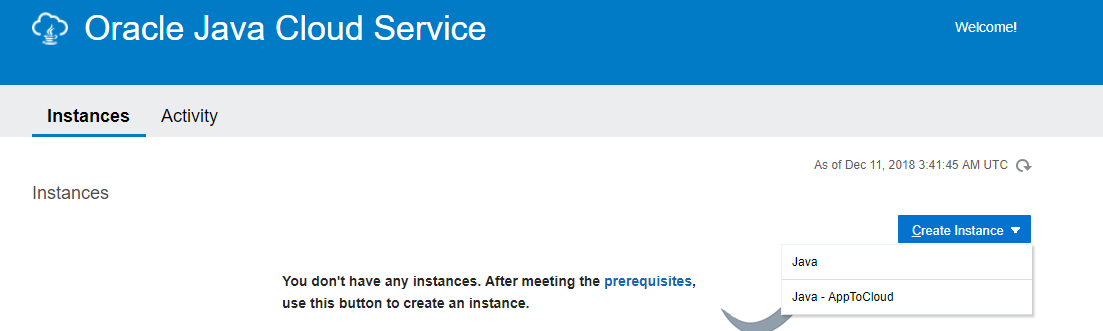 Oracle Java Cloud Service
Welcome!
Instances
Activity
As of Dec 11, 2018 3:41:45 AM UTC
Instances
Create Instance
Java
Java - AppToCloud
You don't have any instances. After meeting the prerequisites,
use this button to create an instance.